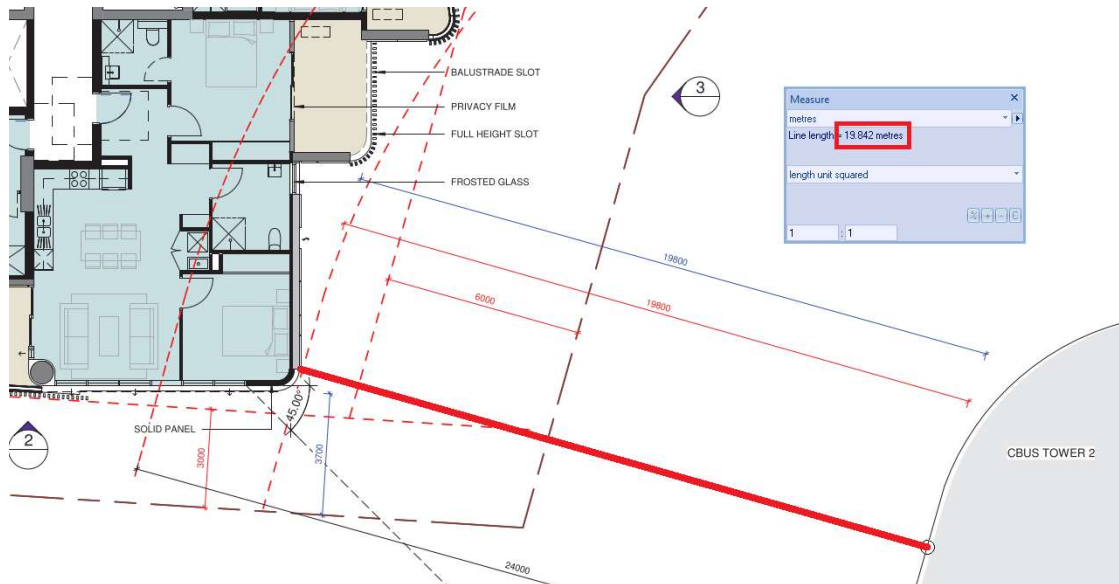 BALUSTRADE SLOT
PRIVACY FILM
FULL HEIGHT SLOT
FROSTED GLASS
3
Measure
metres
Line length = 19.842 metres
length unit squared
1 : 1
19800
19800
6000
45.00°
SOLID PANEL
2
3000
3700
24000
CBUS TOWER 2